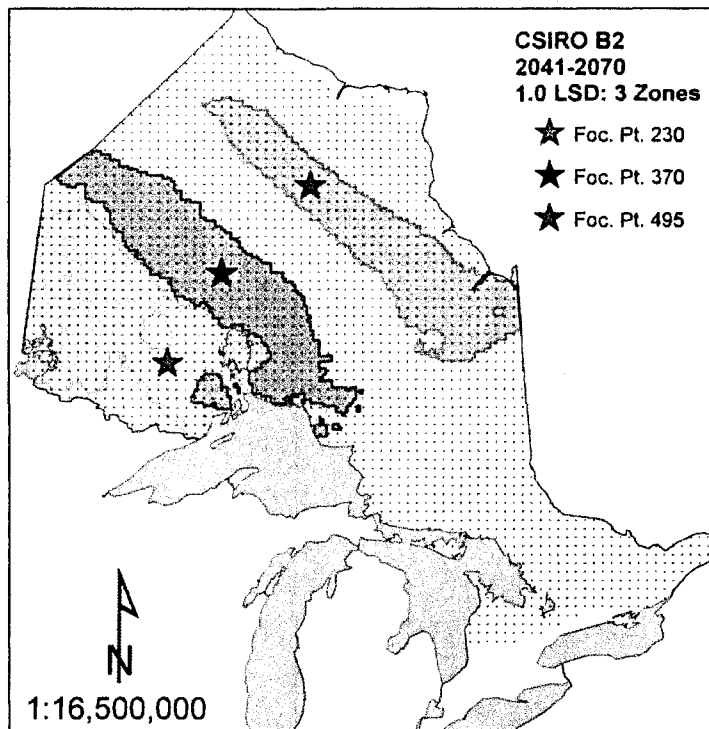 CSIRO B2
2041-2070
1.0 LSD: 3 Zones
Foc. Pt. 230
Foc. Pt. 370
Foc. Pt. 495
N
1:16,500,000